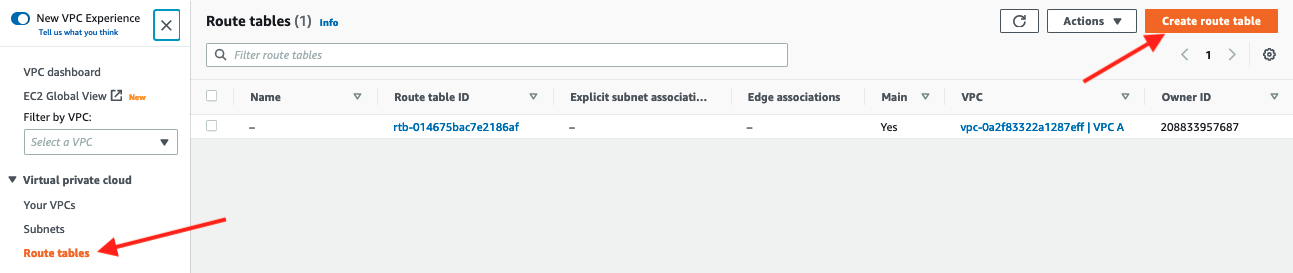 New VPC Experience
Tell us what you think
VPC dashboard
EC2 Global View New
Filter by VPC:
Select a VPC
Virtual private cloud
Your VPCs
Subnets
Route tables
Route tables (1) Info
Actions
Create route table
Filter route tables
1
Name Route table ID Explicit subnet associati... Edge associations Main VPC Owner ID
– rtb-014675bac7e2186af – – Yes vpc-0a2f83322a1287eff | VPC A 208833957687